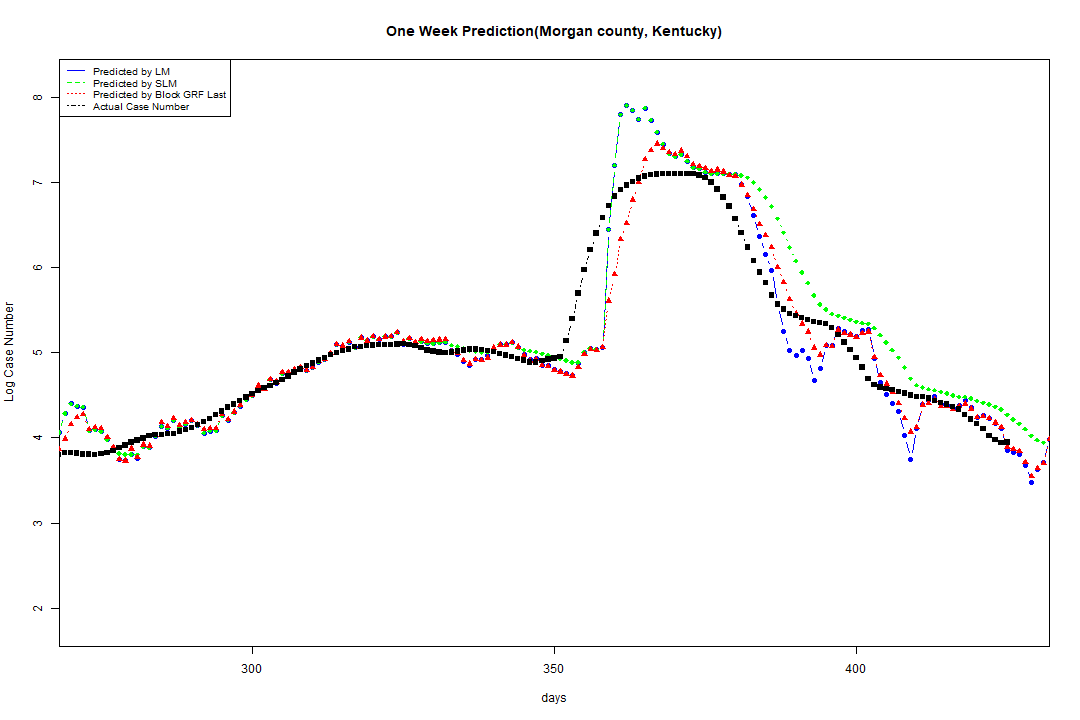 One Week Prediction(Morgan county, Kentucky)
Predicted by LM
Predicted by SLM
Predicted by Block GRF Last
Actual Case Number
Log Case Number
8
7
6
5
4
3
2
300 350 400
days